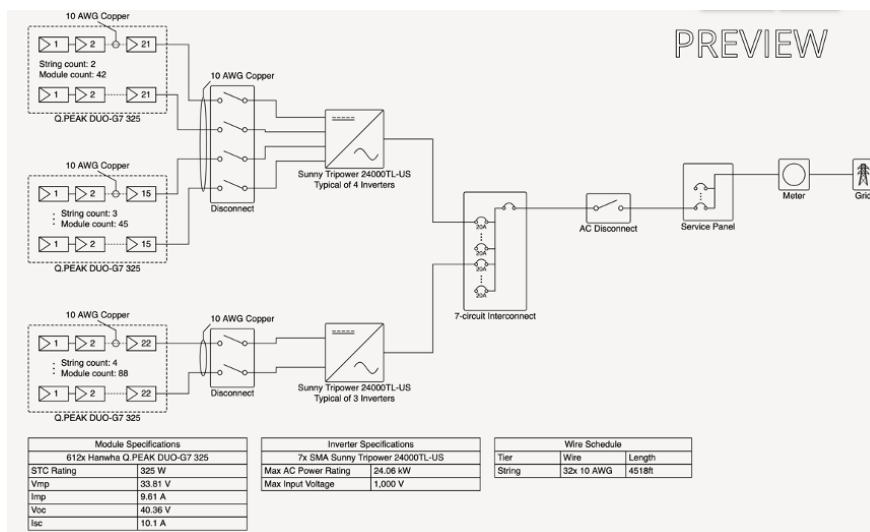 10 AWG Copper
PREVIEW
1 2 21
String count: 2
Module count: 42
10 AWG Copper
1 2 21
Q.PEAK DUO-G7 325
Sunny Tripower 24000TL-US
Typical of 4 Inverters
10 AWG Copper
1 2 15
String count: 3
Module count: 45
1 2 15
Q.PEAK DUO-G7 325
Disconnect
20A
20A
20A
20A
7-circuit Interconnect
AC Disconnect
Service Panel
Meter
Grid
10 AWG Copper
10 AWG Copper
1 2 22
String count: 4
Module count: 88
1 2 22
Q.PEAK DUO-G7 325
Disconnect
Sunny Tripower 24000TL-US
Typical of 3 Inverters
Module Specifications
612x Hanwha Q.PEAK DUO-G7 325
STC Rating 325 W
Vmp 33.81 V
Imp 9.61 A
Voc 40.36 V
Isc 10.1 A
Inverter Specifications
7x SMA Sunny Tripower 24000TL-US
Max AC Power Rating 24.06 kW
Max Input Voltage 1,000 V
Wire Schedule
Tier Wire Length
String 32x 10 AWG 4518ft